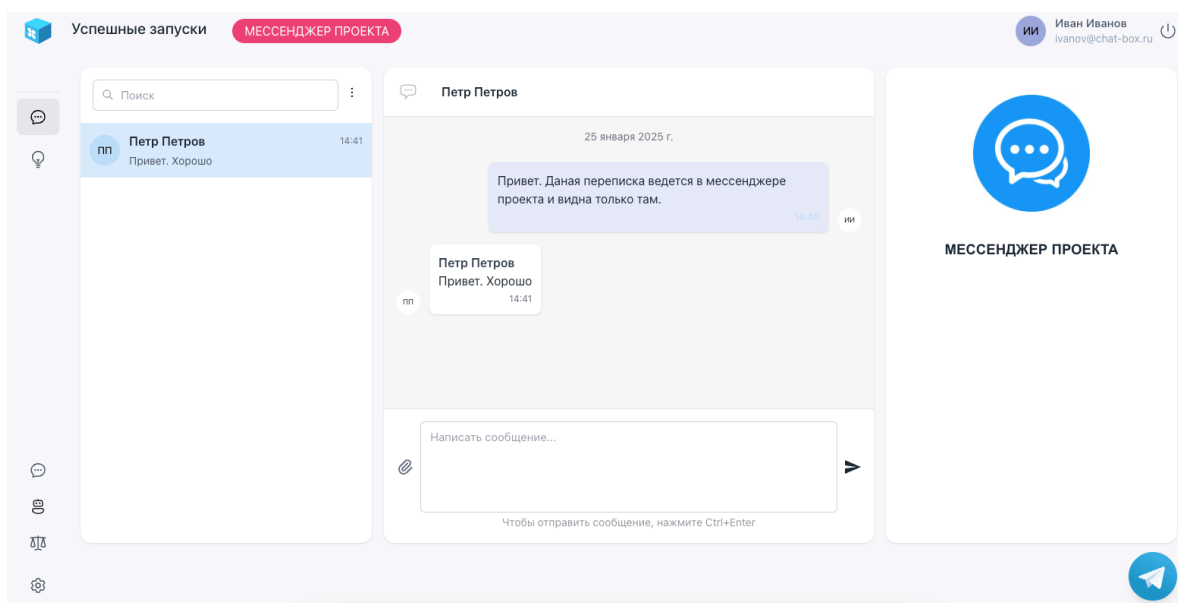 Успешные запуски
МЕССЕНДЖЕР ПРОЕКТА
ИИ
Иван Иванов
ivanov@chat-box.ru
Поиск
ПП
Петр Петров
14:41
Привет. Хорошо
Петр Петров
25 января 2025 г.
Привет. Даная переписка ведется в мессенджере
проекта и видна только там.
14:40
ИИ
Петр Петров
Привет. Хорошо
14:41
ПП
Написать сообщение...
Чтобы отправить сообщение, нажмите Ctrl+Enter
МЕССЕНДЖЕР ПРОЕКТА